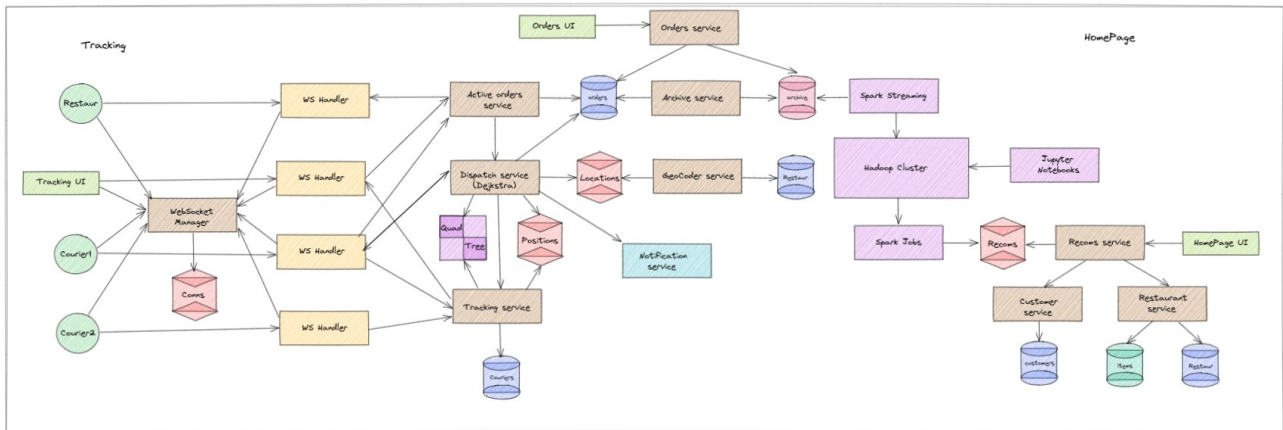 Orders UI
Orders service
Tracking
HomePage
Restaur
WS Handler
Active orders
service
orders
Archive service
archive
Spark Streaming
Tracking UI
WS Handler
Dispatch service
(Dejkstra)
Locations
GeoCoder service
Restaur
Hadoop Cluster
Jupyter
Notebooks
WebSocket
Manager
Quad
Tree
Positions
Notification
service
Courier1
WS Handler
Spark Jobs
Recoms
Recoms service
HomePage UI
Conns
Courier2
WS Handler
Tracking service
Customer
service
Restaurant
service
Couriers
customers
items
Restaur